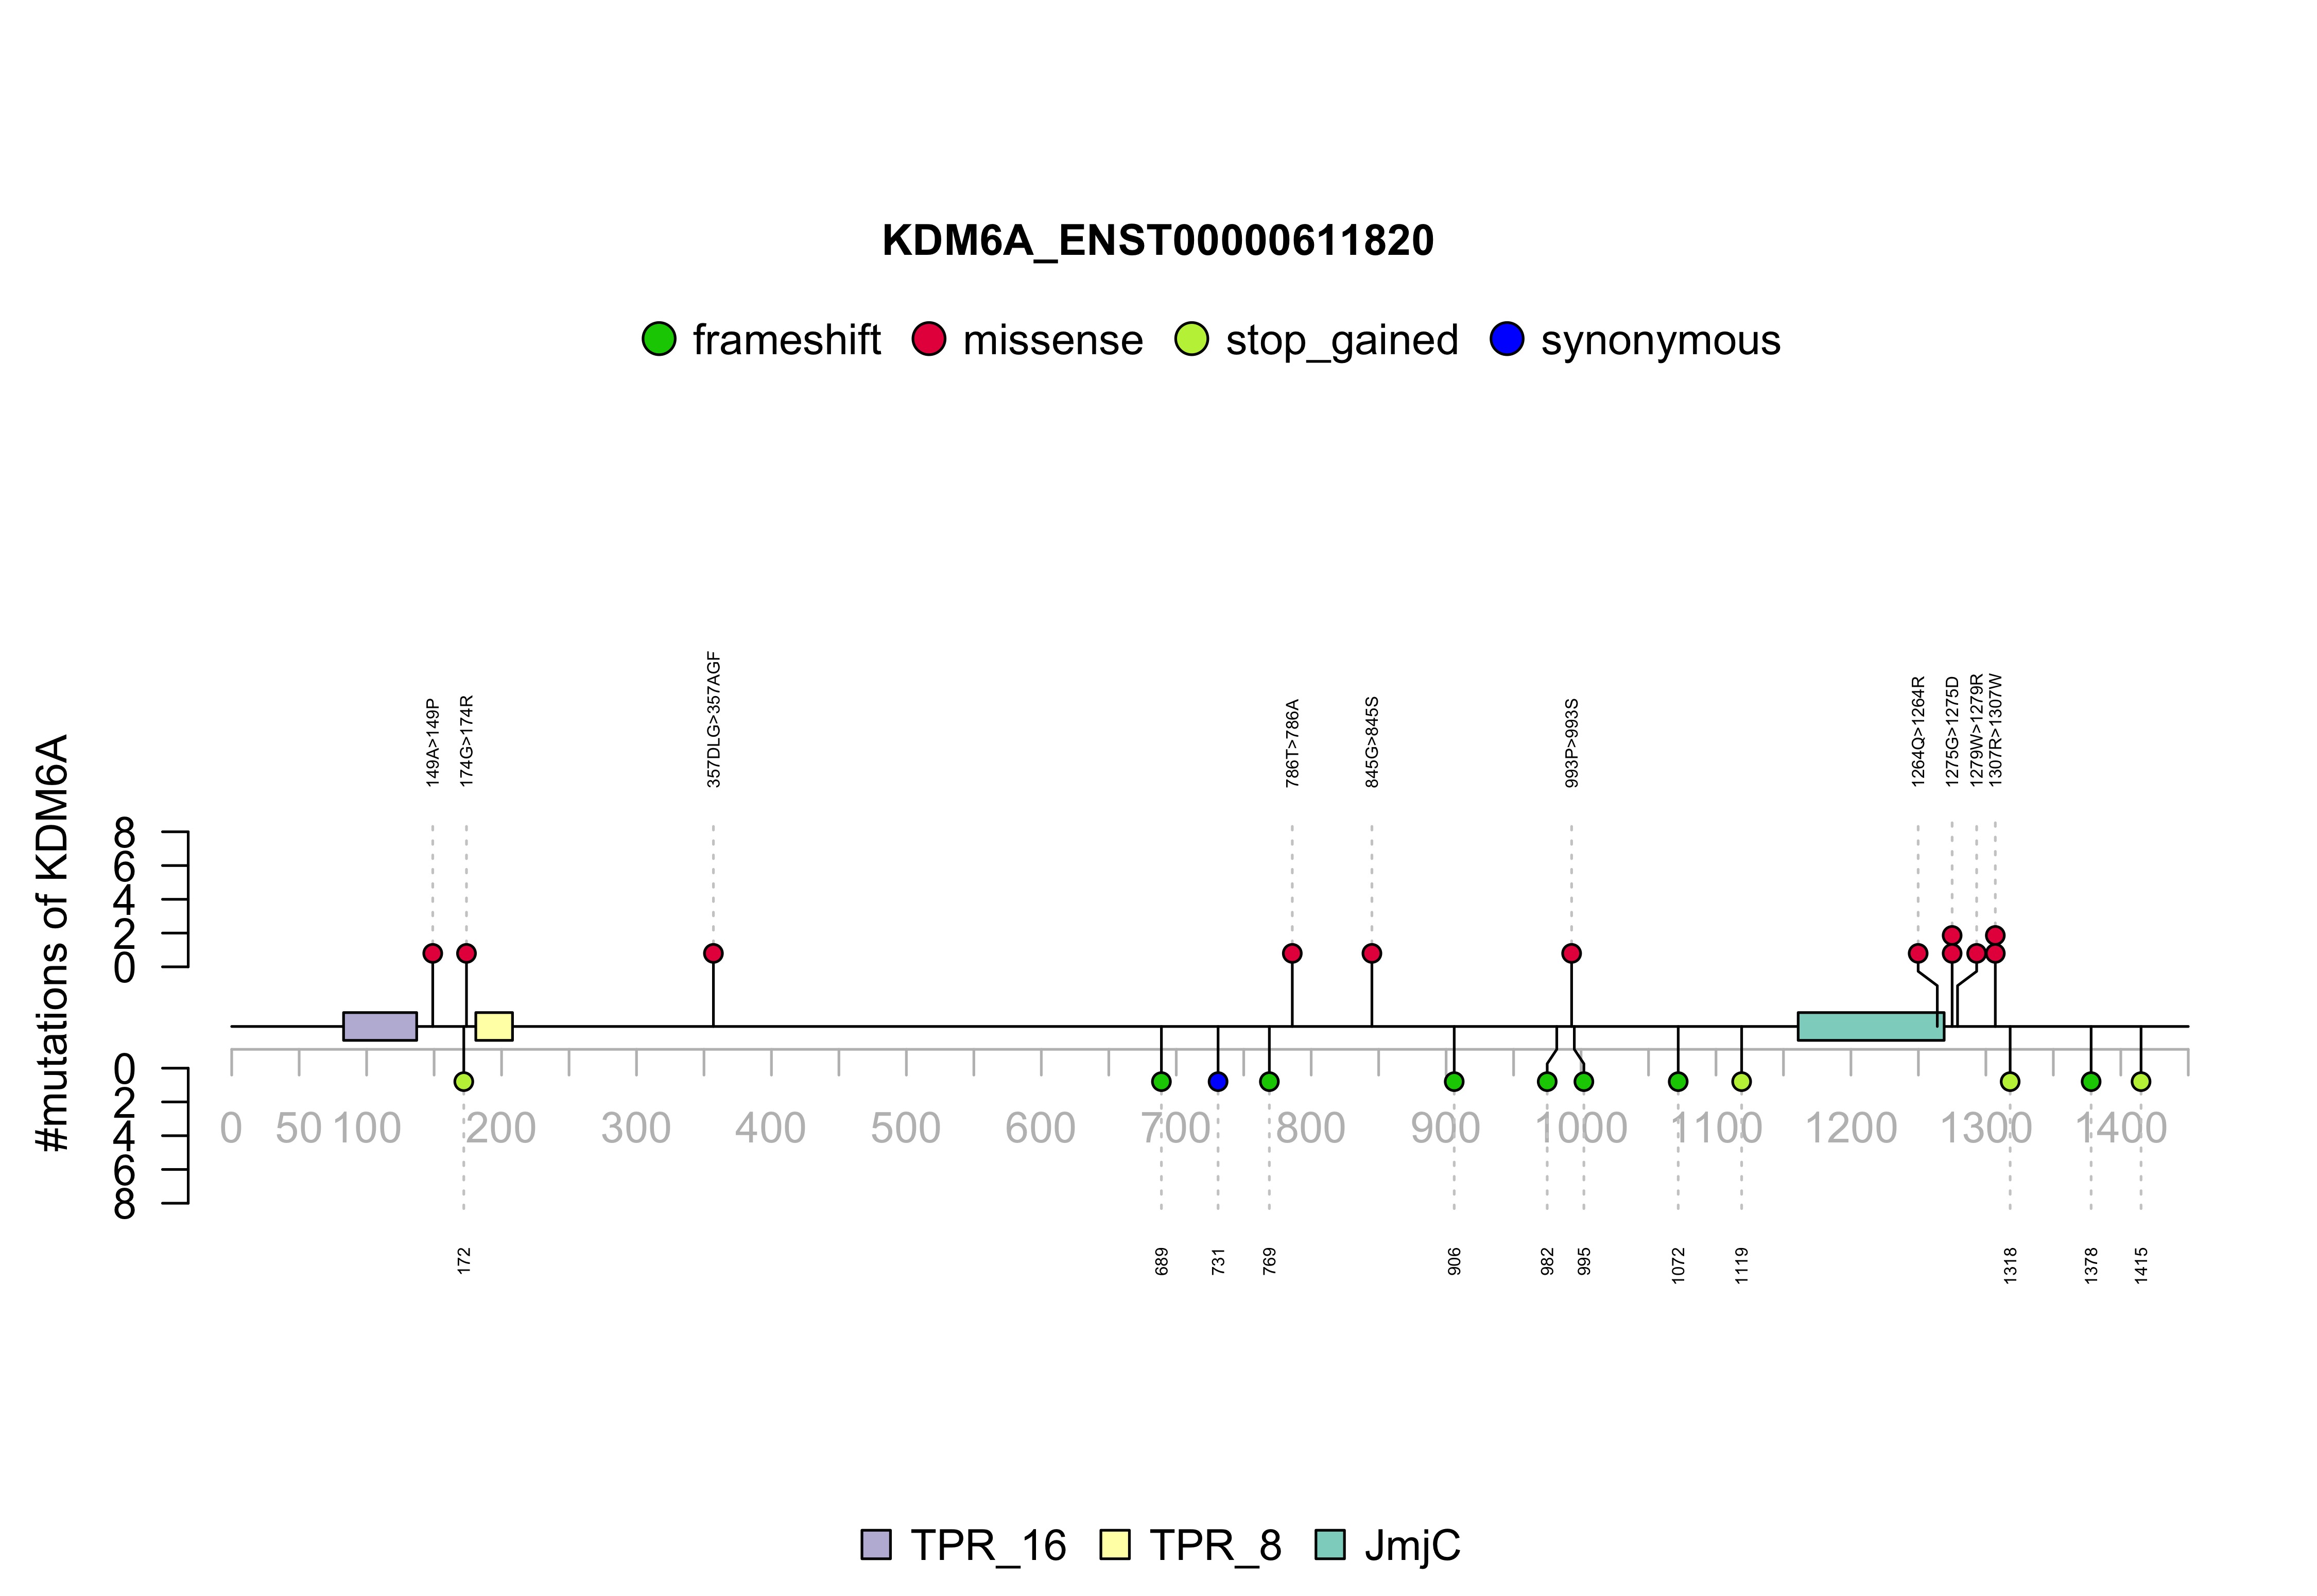 KDM6A_ENST00000611820
frameshift missense stop_gained synonymous
149A>149P
174G>174R
357DLG>357AGF
786T>786A
845G>845S
993P>993S
1264Q>1264R
1275G>1275D
1279W>1279R
1307R>1307W
#mutations of KDM6A
8
6
4
2
0
0
2
4
6
8
0 50 100 200 300 400 500 600 700 800 900 1000 1100 1200 1300 1400
172
689
731
769
906
982
995
1072
1119
1318
1378
1415
TPR_16 TPR_8 JmjC